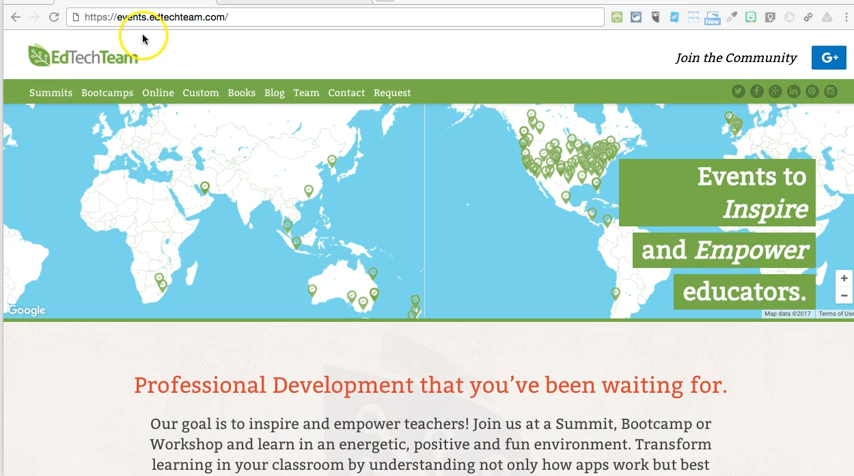 https://events.edtechteam.com/
New
EdTechTeam
Join the Community
G+
Summits Bootcamps Online Custom Books Blog Team Contact Request
Events to
Inspire
and Empower
educators.
+
−
Google
Map data ©2017 Terms of Use
Professional Development that you’ve been waiting for.
Our goal is to inspire and empower teachers! Join us at a Summit, Bootcamp or
Workshop and learn in an energetic, positive and fun environment. Transform
learning in your classroom by understanding not only how apps work but best